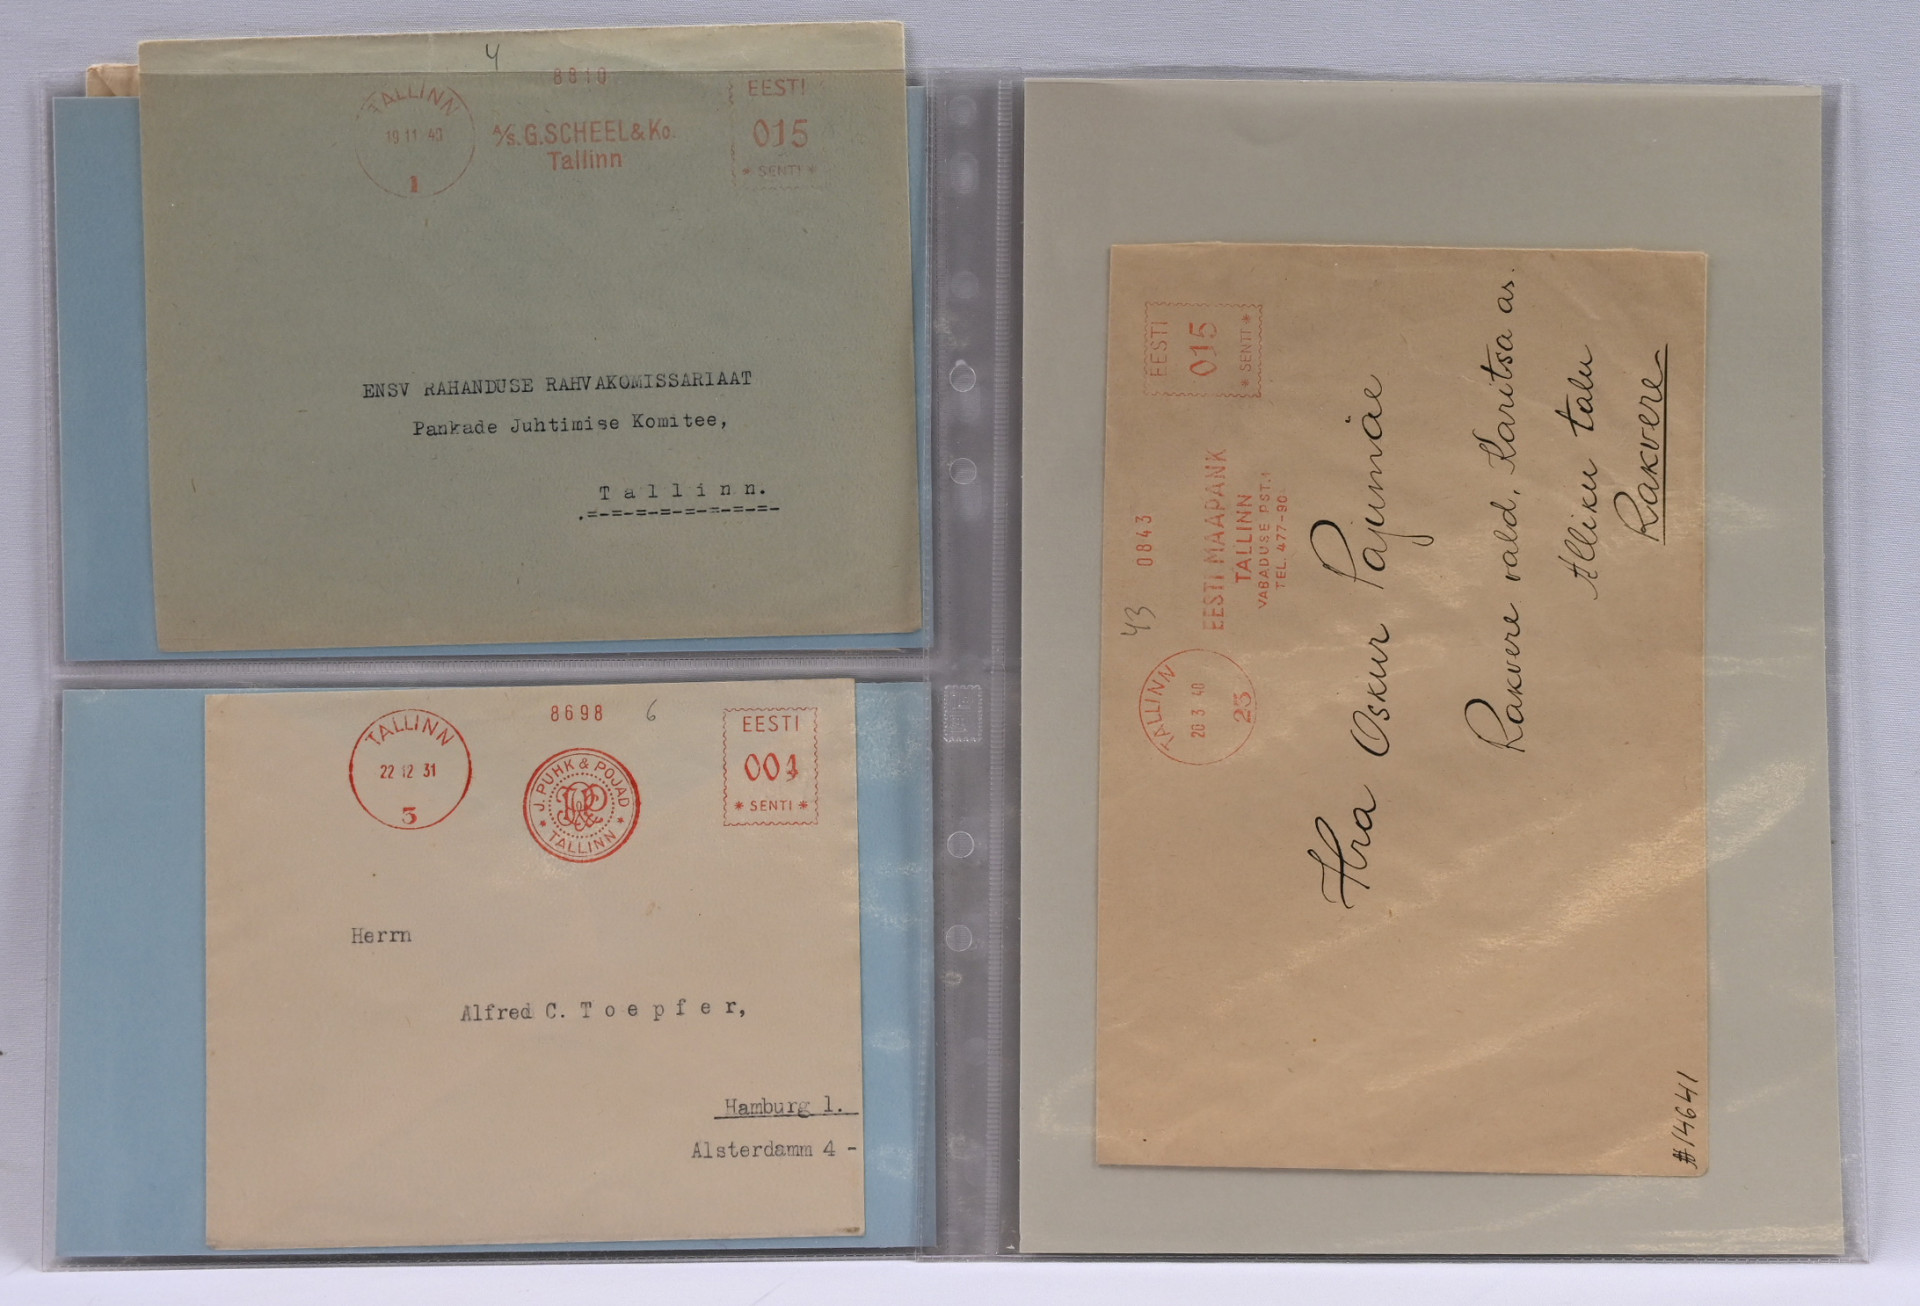 4
8810
TALLINN
19 11 40
1
A/S. G. SCHEEL & Ko.
Tallinn
EESTI
015
* SENTI *
ENSV RAHANDUSE RAHVAKOMISSARIAAT
Pankade Juhtimise Komitee,
Tallinn.
TALLINN
22 12 31
3
8698
6
J. PUHK & POJAD
* TALLINN *
EESTI
004
* SENTI *
Herrn
Alfred C. Toepfer,
Hamburg 1.
Alsterdamm 4 -
43
0843
TALLINN
20 3 40
23
EESTI MAAPANK
TALLINN
VABADUSE PST. 1
TEL. 477-90
EESTI
015
* SENTI *
Hra Oskur Pajumäe
Rakvere vald, Karitsa as.
Alliku talu
Rakvere
#14641